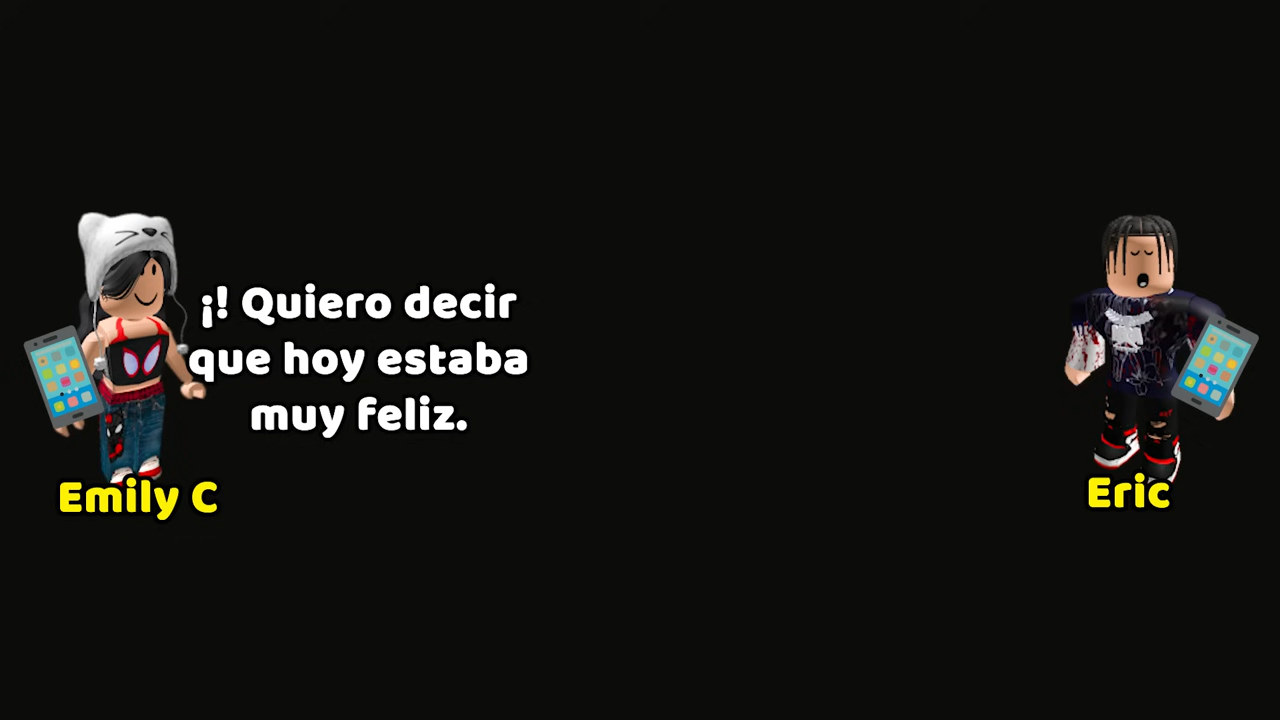 ¡! Quiero decir
que hoy estaba
muy feliz.
Emily C
Eric